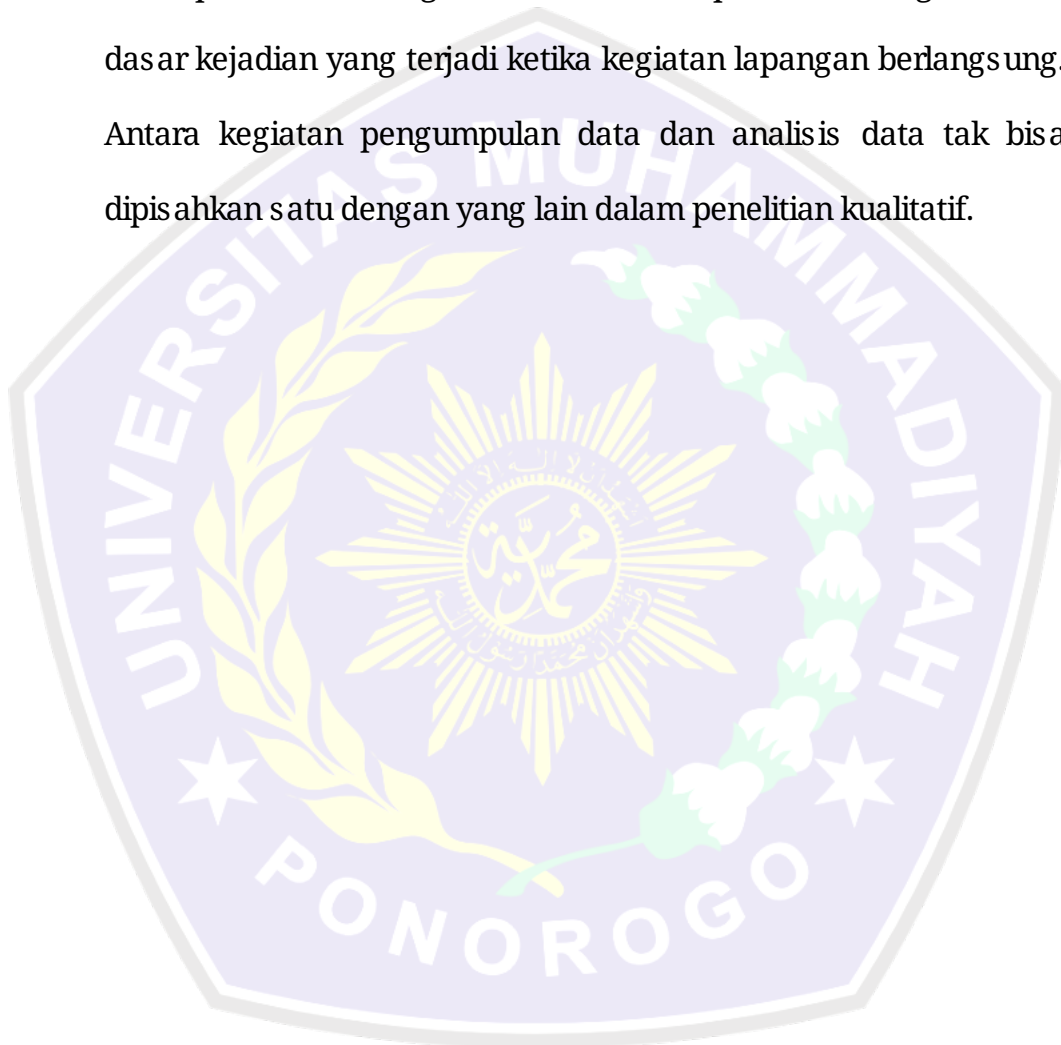 dasar kejadian yang terjadi ketika kegiatan lapangan berlangsung.
Antara kegiatan pengumpulan data dan analisis data tak bisa
dipisahkan satu dengan yang lain dalam penelitian kualitatif.
UNIVERSITAS MUHAMMADIYAH
محمدية
PONOROGO